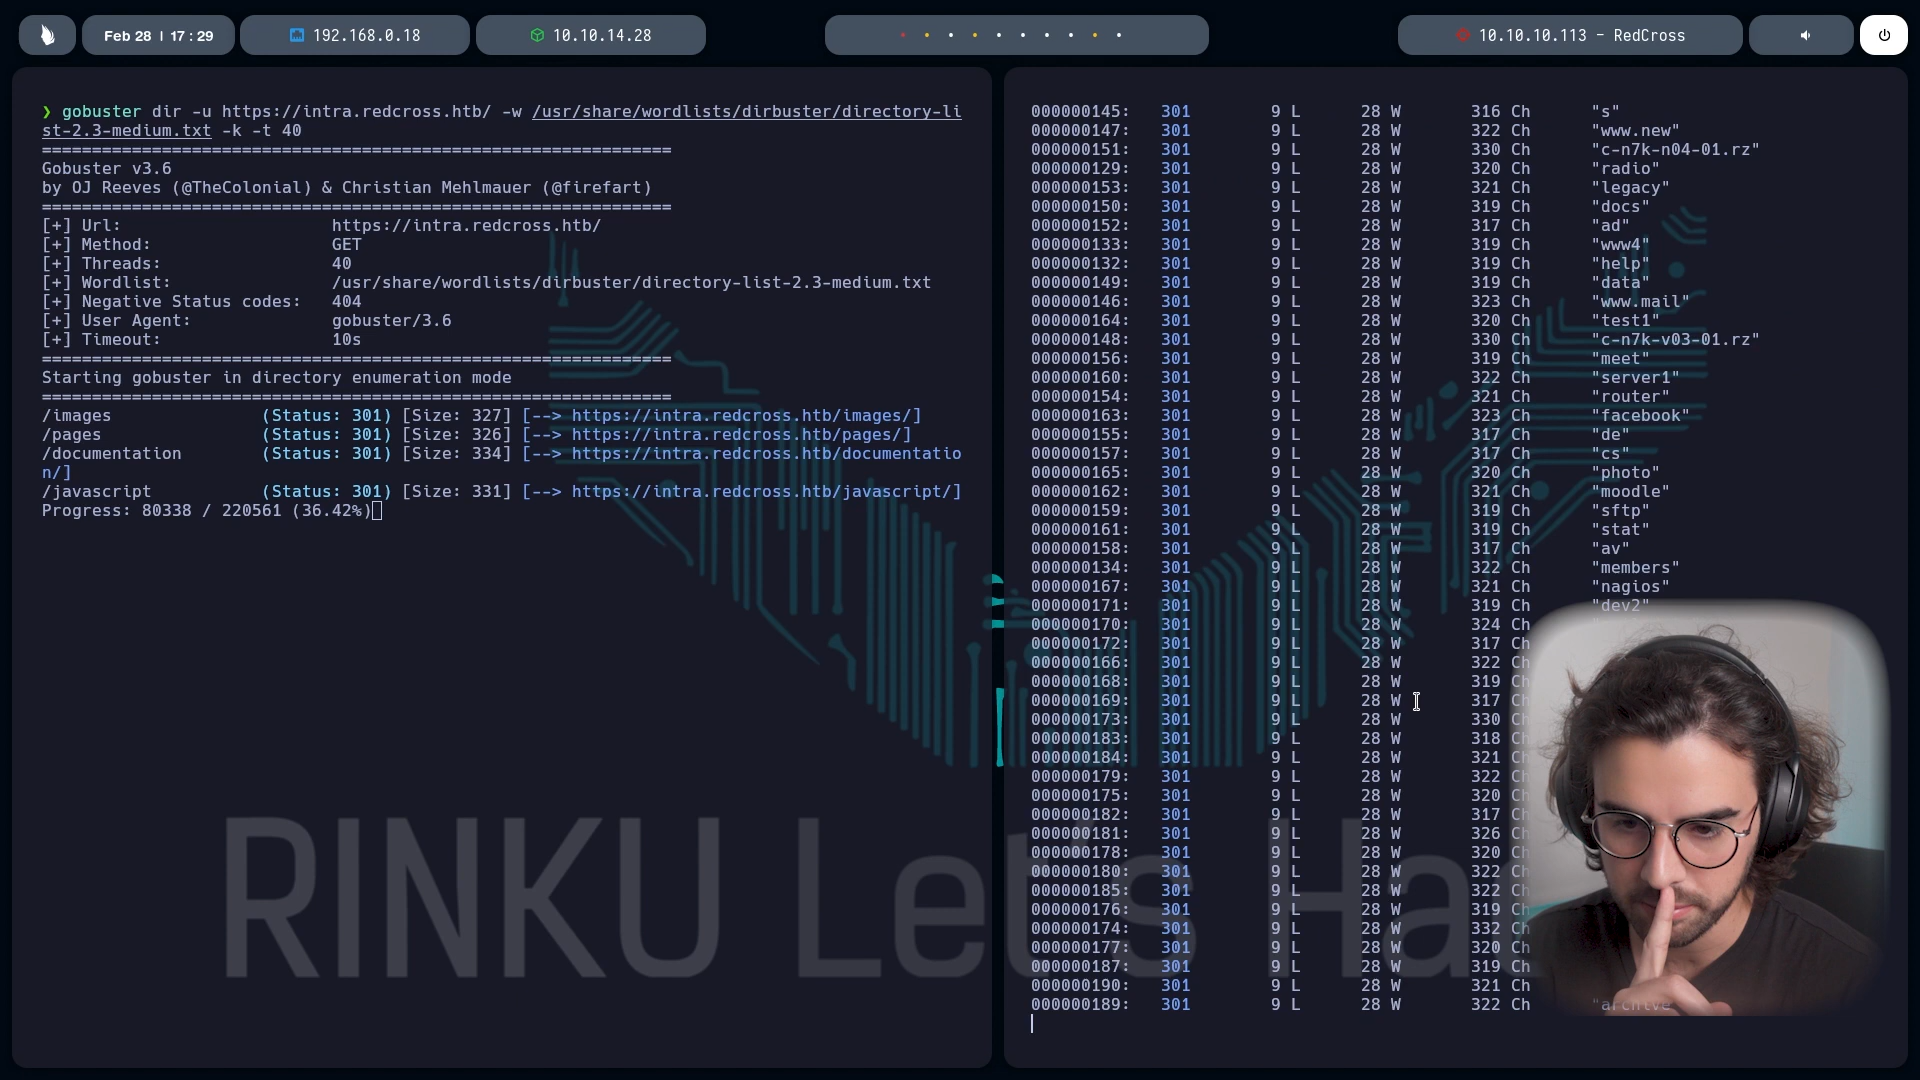 Feb 28 | 17 : 29
192.168.0.18
10.10.14.28
10.10.10.113 - RedCross
❯ gobuster dir -u https://intra.redcross.htb/ -w /usr/share/wordlists/dirbuster/directory-li
st-2.3-medium.txt -k -t 40
===============================================================
Gobuster v3.6
by OJ Reeves (@TheColonial) & Christian Mehlmauer (@firefart)
===============================================================
[+] Url:                     https://intra.redcross.htb/
[+] Method:                  GET
[+] Threads:                 40
[+] Wordlist:                /usr/share/wordlists/dirbuster/directory-list-2.3-medium.txt
[+] Negative Status codes:   404
[+] User Agent:              gobuster/3.6
[+] Timeout:                 10s
===============================================================
Starting gobuster in directory enumeration mode
===============================================================
/images               (Status: 301) [Size: 327] [--> https://intra.redcross.htb/images/]
/pages                (Status: 301) [Size: 326] [--> https://intra.redcross.htb/pages/]
/documentation        (Status: 301) [Size: 334] [--> https://intra.redcross.htb/documentatio
n/]
/javascript           (Status: 301) [Size: 331] [--> https://intra.redcross.htb/javascript/]
Progress: 80338 / 220561 (36.42%)
000000145:   301        9 L      28 W       316 Ch      "s"
000000147:   301        9 L      28 W       322 Ch      "www.new"
000000151:   301        9 L      28 W       330 Ch      "c-n7k-n04-01.rz"
000000129:   301        9 L      28 W       320 Ch      "radio"
000000153:   301        9 L      28 W       321 Ch      "legacy"
000000150:   301        9 L      28 W       319 Ch      "docs"
000000152:   301        9 L      28 W       317 Ch      "ad"
000000133:   301        9 L      28 W       319 Ch      "www4"
000000132:   301        9 L      28 W       319 Ch      "help"
000000149:   301        9 L      28 W       319 Ch      "data"
000000146:   301        9 L      28 W       323 Ch      "www.mail"
000000164:   301        9 L      28 W       320 Ch      "test1"
000000148:   301        9 L      28 W       330 Ch      "c-n7k-v03-01.rz"
000000156:   301        9 L      28 W       319 Ch      "meet"
000000160:   301        9 L      28 W       322 Ch      "server1"
000000154:   301        9 L      28 W       321 Ch      "router"
000000163:   301        9 L      28 W       323 Ch      "facebook"
000000155:   301        9 L      28 W       317 Ch      "de"
000000157:   301        9 L      28 W       317 Ch      "cs"
000000165:   301        9 L      28 W       320 Ch      "photo"
000000162:   301        9 L      28 W       321 Ch      "moodle"
000000159:   301        9 L      28 W       319 Ch      "sftp"
000000161:   301        9 L      28 W       319 Ch      "stat"
000000158:   301        9 L      28 W       317 Ch      "av"
000000134:   301        9 L      28 W       322 Ch      "members"
000000167:   301        9 L      28 W       321 Ch      "nagios"
000000171:   301        9 L      28 W       319 Ch      "dev2"
000000170:   301        9 L      28 W       324 Ch
000000172:   301        9 L      28 W       317 Ch
000000166:   301        9 L      28 W       322 Ch
000000168:   301        9 L      28 W       319 Ch
000000169:   301        9 L      28 W       317 Ch
000000173:   301        9 L      28 W       330 Ch
000000183:   301        9 L      28 W       318 Ch
000000184:   301        9 L      28 W       321 Ch
000000179:   301        9 L      28 W       322 Ch
000000175:   301        9 L      28 W       320 Ch
000000182:   301        9 L      28 W       317 Ch
000000181:   301        9 L      28 W       326 Ch
000000178:   301        9 L      28 W       320 Ch
000000180:   301        9 L      28 W       322 Ch
000000185:   301        9 L      28 W       322 Ch
000000176:   301        9 L      28 W       319 Ch
000000174:   301        9 L      28 W       332 Ch
000000177:   301        9 L      28 W       320 Ch
000000187:   301        9 L      28 W       319 Ch
000000190:   301        9 L      28 W       321 Ch
000000189:   301        9 L      28 W       322 Ch      "archive"
RINKU Let's Ha